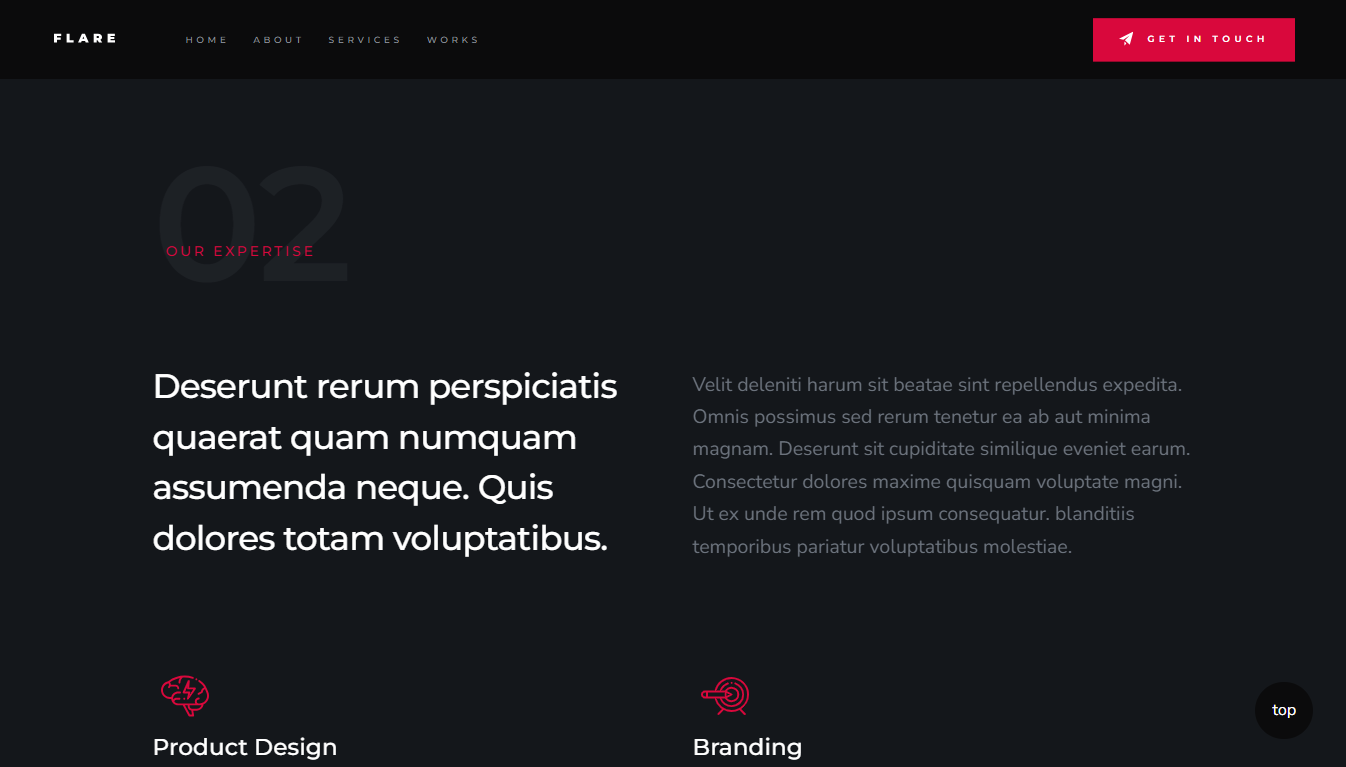 FLARE
HOME ABOUT SERVICES WORKS
GET IN TOUCH
02
OUR EXPERTISE
Deserunt rerum perspiciatis
quaerat quam numquam
assumenda neque. Quis
dolores totam voluptatibus.
Velit deleniti harum sit beatae sint repellendus expedita.
Omnis possimus sed rerum tenetur ea ab aut minima
magnam. Deserunt sit cupiditate similique eveniet earum.
Consectetur dolores maxime quisquam voluptate magni.
Ut ex unde rem quod ipsum consequatur. blanditiis
temporibus pariatur voluptatibus molestiae.
Product Design
Branding
top